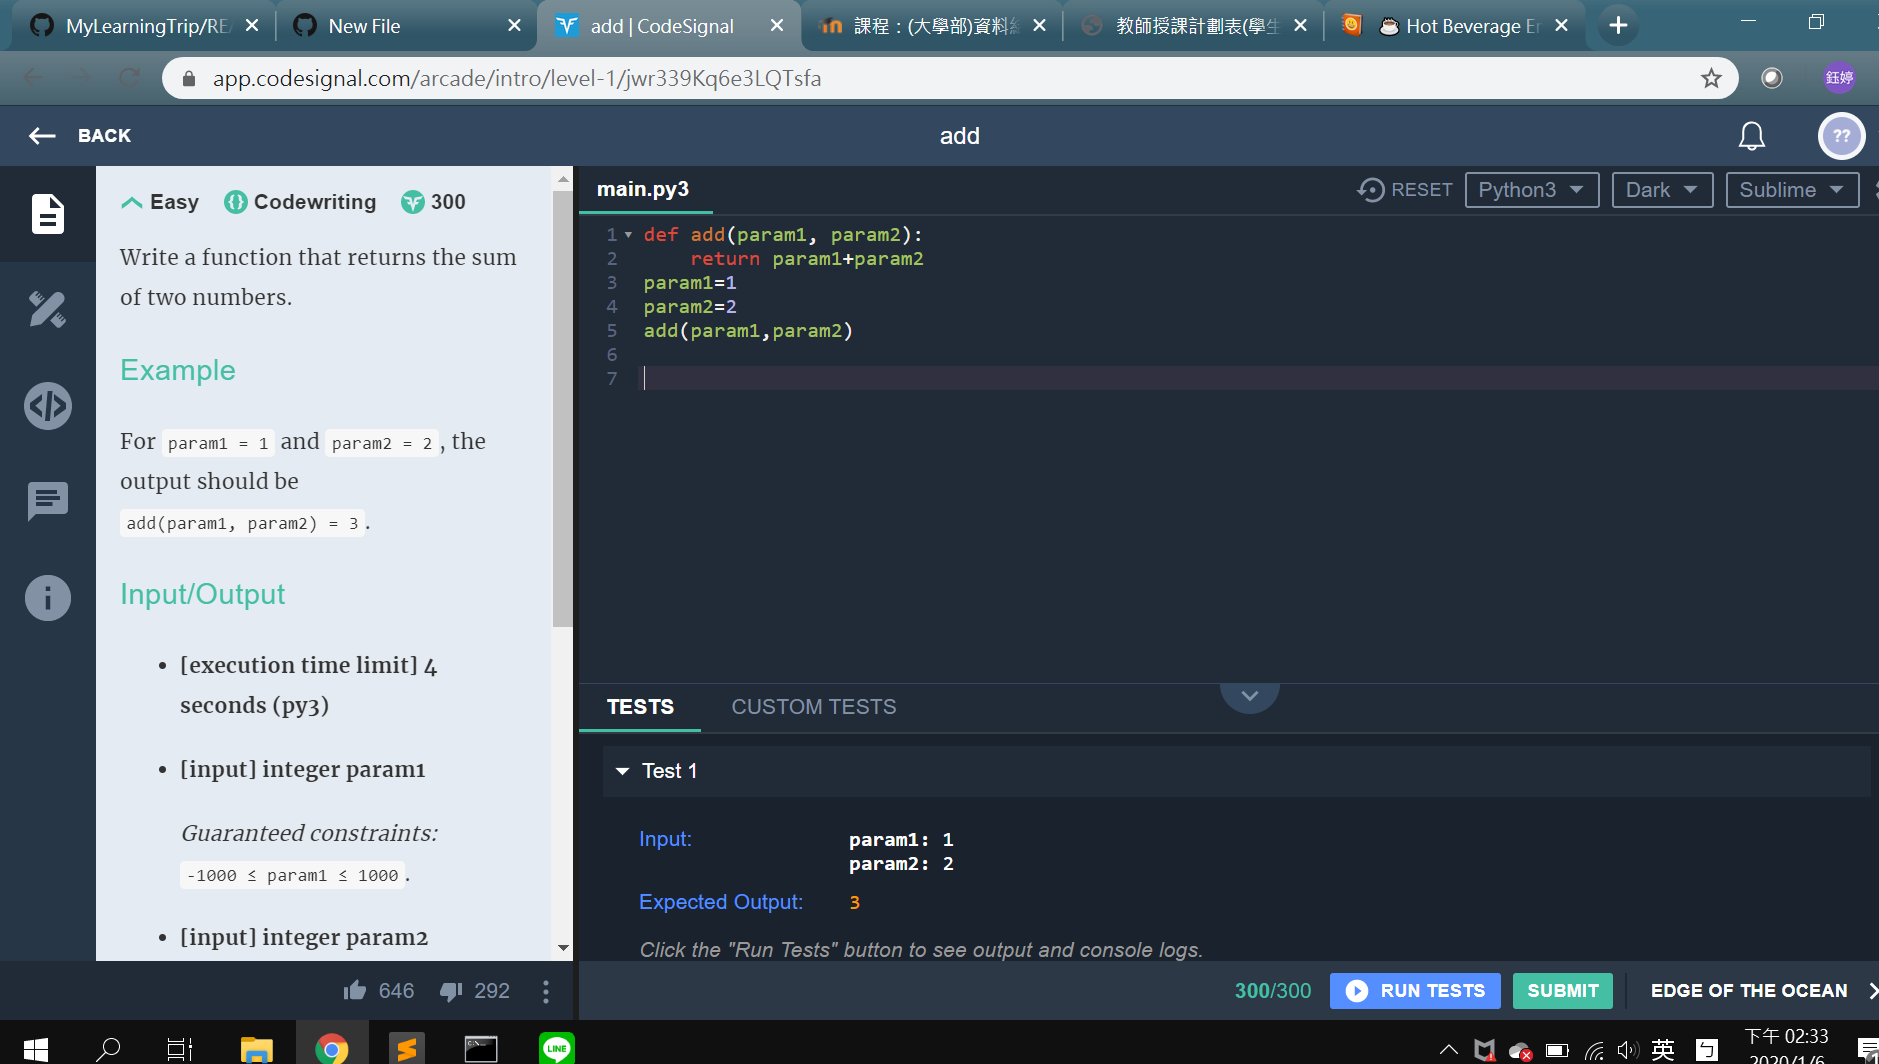 MyLearningTrip/RE
New File
add | CodeSignal
課程：(大學部)資料
教師授課計劃表(學生
Hot Beverage E
app.codesignal.com/arcade/intro/level-1/jwr339Kq6e3LQTsfa
鈺婷
BACK
add
??
Easy
Codewriting
300
Write a function that returns the sum
of two numbers.
Example
For param1 = 1 and param2 = 2, the
output should be
add(param1, param2) = 3.
Input/Output
• [execution time limit] 4
seconds (py3)
• [input] integer param1
Guaranteed constraints:
-1000 ≤ param1 ≤ 1000.
• [input] integer param2
646
292
main.py3
RESET
Python3
Dark
Sublime
1 def add(param1, param2):
2     return param1+param2
3 param1=1
4 param2=2
5 add(param1,param2)
6
7
TESTS
CUSTOM TESTS
Test 1
Input:
param1: 1
param2: 2
Expected Output:
3
Click the "Run Tests" button to see output and console logs.
300/300
RUN TESTS
SUBMIT
EDGE OF THE OCEAN
LINE
英
ㄅ
下午 02:33
2020/1/6